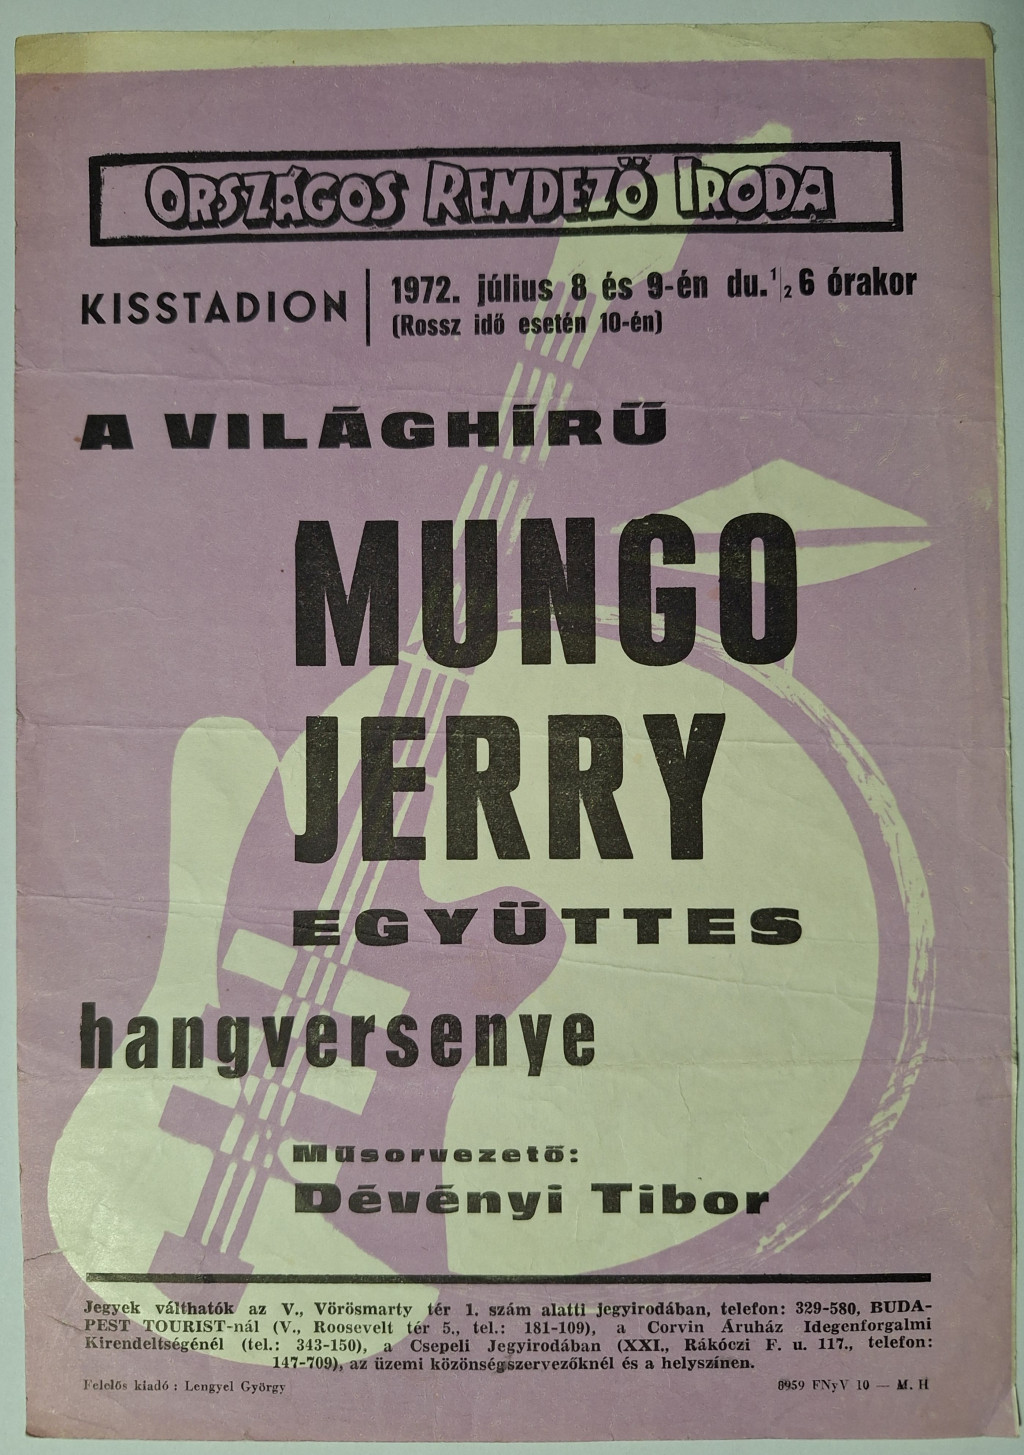 ORSZÁGOS RENDEZŐ IRODA
KISSTADION
1972. július 8 és 9-én du. 1/2 6 órakor
(Rossz idő esetén 10-én)
A VILÁGHÍRŰ
MUNGO
JERRY
EGYÜTTES
hangversenye
Műsorvezető:
Dévényi Tibor
Jegyek válthatók az V., Vörösmarty tér 1. szám alatti jegyirodában, telefon: 329-580, BUDA-
PEST TOURIST-nál (V., Roosevelt tér 5., tel.: 181-109), a Corvin Áruház Idegenforgalmi
Kirendeltségénél (tel.: 343-150), a Csepeli Jegyirodában (XXI., Rákóczi F. u. 117., telefon:
147-709), az üzemi közönségszervezőknél és a helyszínen.
Felelős kiadó : Lengyel György
8959 FNyV 10 — M. H